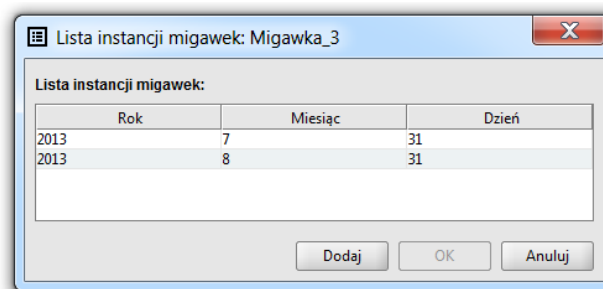 Lista instancji migawek: Migawka_3
Lista instancji migawek:
Rok Miesiąc Dzień
2013 7 31
2013 8 31
Dodaj OK Anuluj